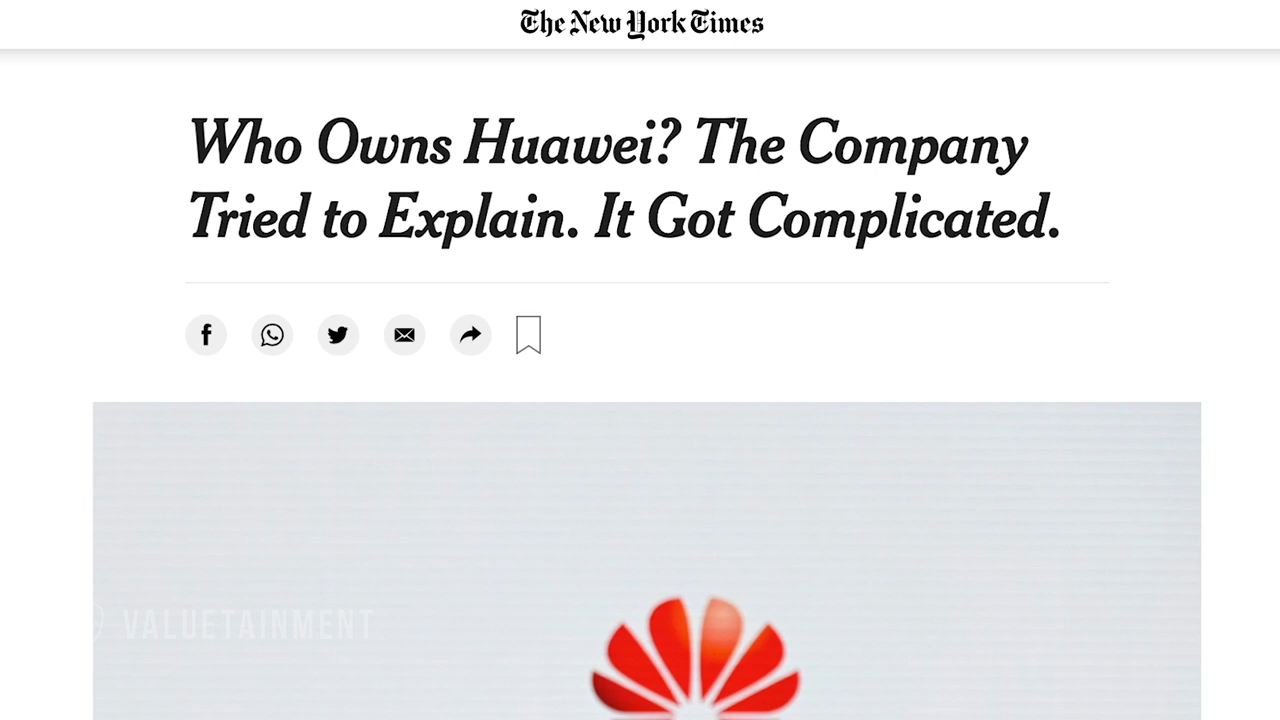 The New York Times
Who Owns Huawei? The Company
Tried to Explain. It Got Complicated.
VALUETAINMENT